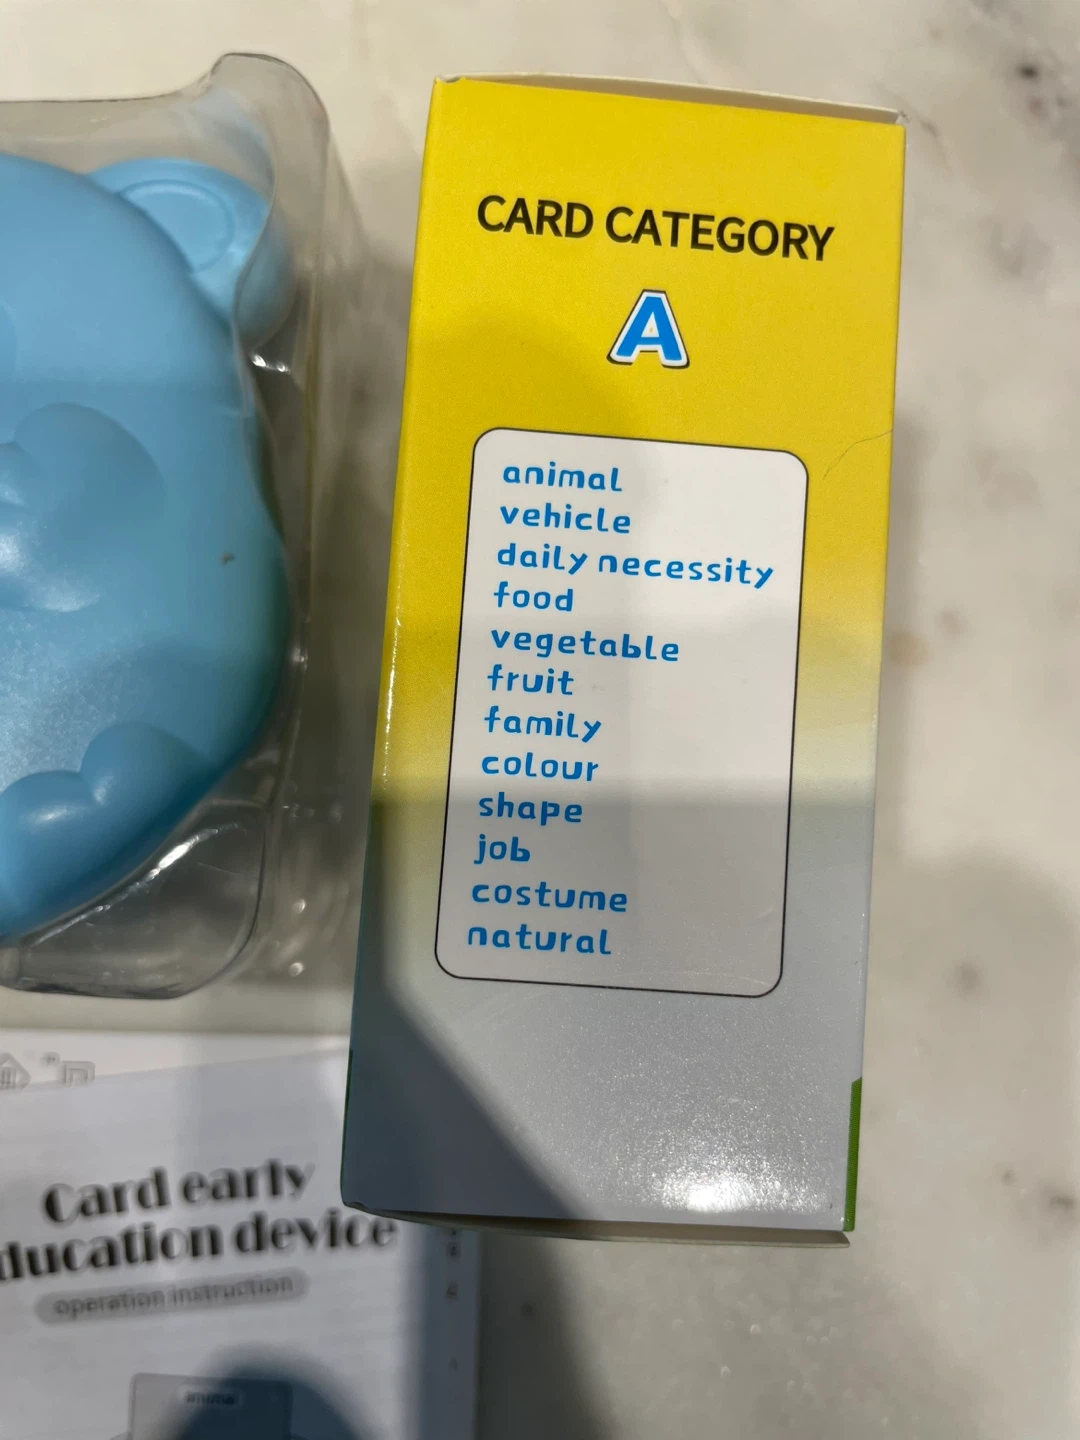 CARD CATEGORY
A
animal
vehicle
daily necessity
food
vegetable
fruit
family
colour
shape
job
costume
natural
Card early
ducation device
operation instruction
animal